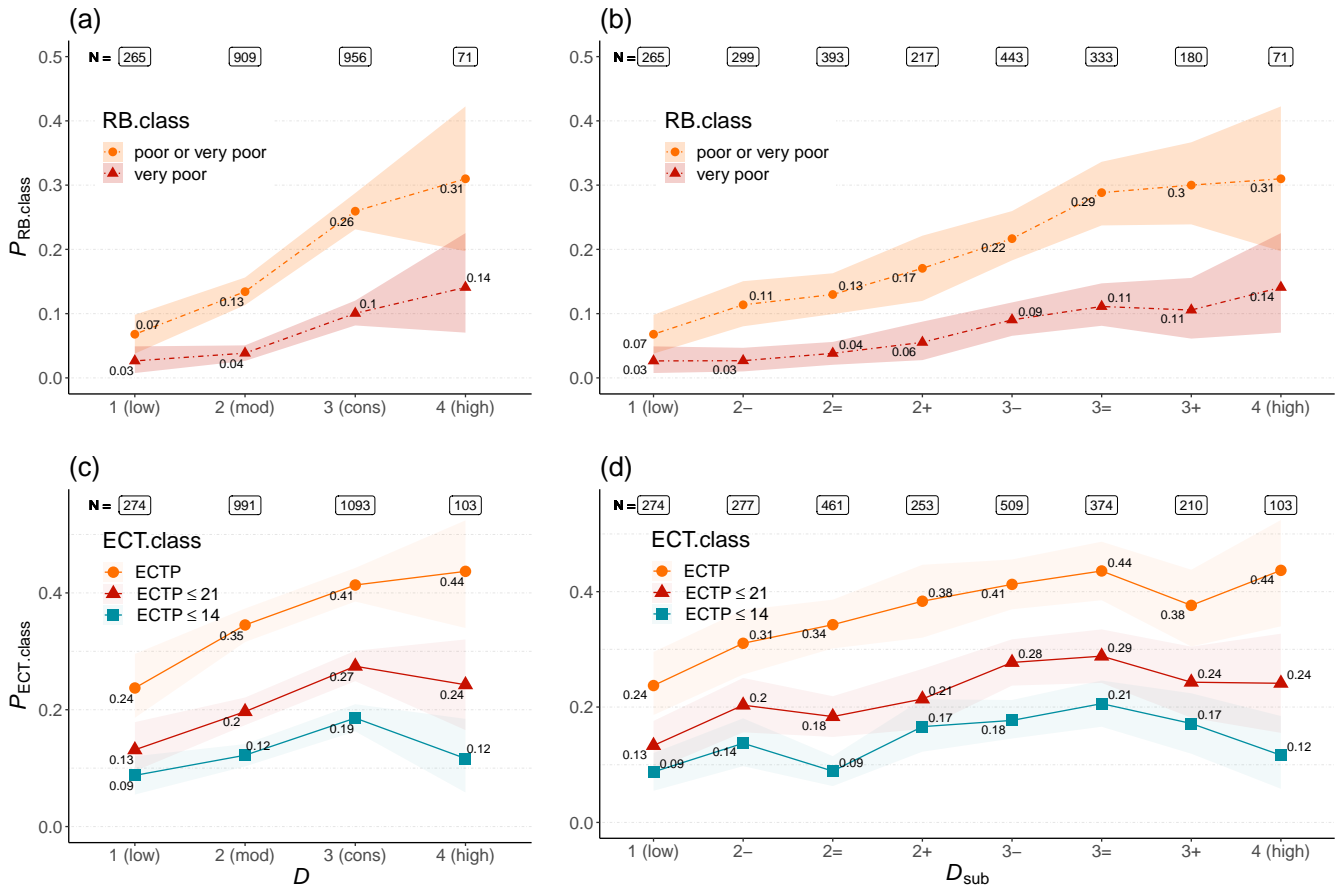 (a)
N = 265 909 956 71
0.5
0.4
0.3
0.2
0.1
0.0
P RB.class
RB.class
poor or very poor
very poor
0.07 0.13 0.26 0.31
0.03 0.04 0.1 0.14
1 (low) 2 (mod) 3 (cons) 4 (high)
(b)
N = 265 299 393 217 443 333 180 71
0.5
0.4
0.3
0.2
0.1
0.0
RB.class
poor or very poor
very poor
0.07 0.11 0.13 0.17 0.22 0.29 0.3 0.31
0.03 0.03 0.04 0.06 0.09 0.11 0.11 0.14
1 (low) 2− 2= 2+ 3− 3= 3+ 4 (high)
(c)
N = 274 991 1093 103
0.4
0.2
0.0
P ECT.class
ECT.class
ECTP
ECTP ≤ 21
ECTP ≤ 14
0.24 0.35 0.41 0.44
0.13 0.2 0.27 0.24
0.09 0.12 0.19 0.12
1 (low) 2 (mod) 3 (cons) 4 (high)
D
(d)
N = 274 277 461 253 509 374 210 103
0.4
0.2
0.0
ECT.class
ECTP
ECTP ≤ 21
ECTP ≤ 14
0.24 0.31 0.34 0.38 0.41 0.44 0.38 0.44
0.13 0.2 0.18 0.21 0.28 0.29 0.24 0.24
0.09 0.14 0.09 0.17 0.18 0.21 0.17 0.12
1 (low) 2− 2= 2+ 3− 3= 3+ 4 (high)
D sub